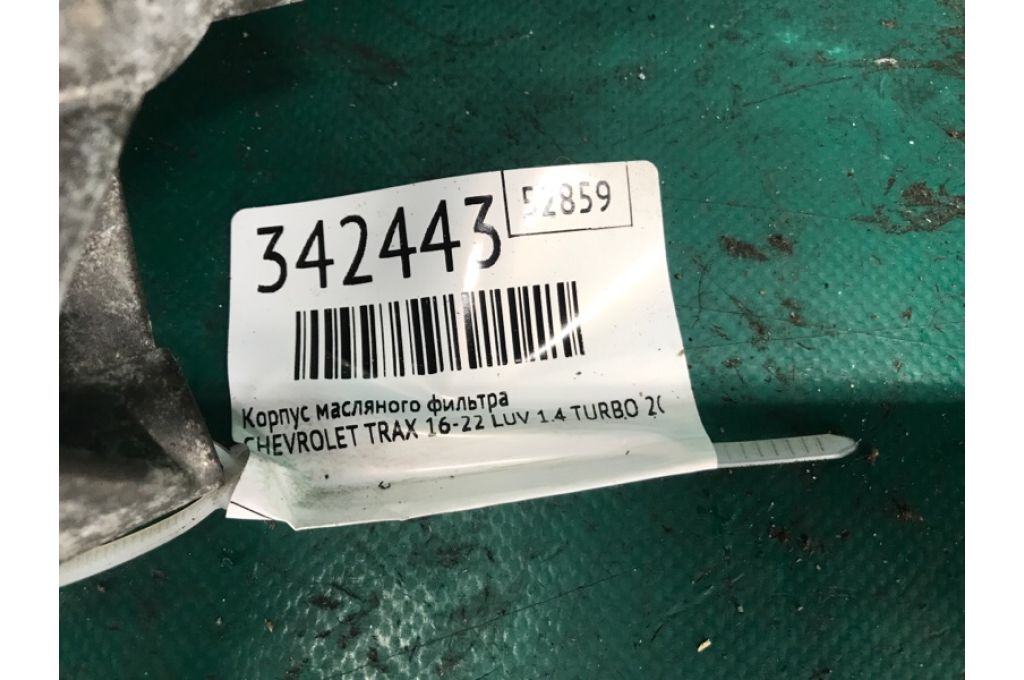 342443
52859
Корпус масляного фильтра
CHEVROLET TRAX 16-22 LUV 1.4 TURBO